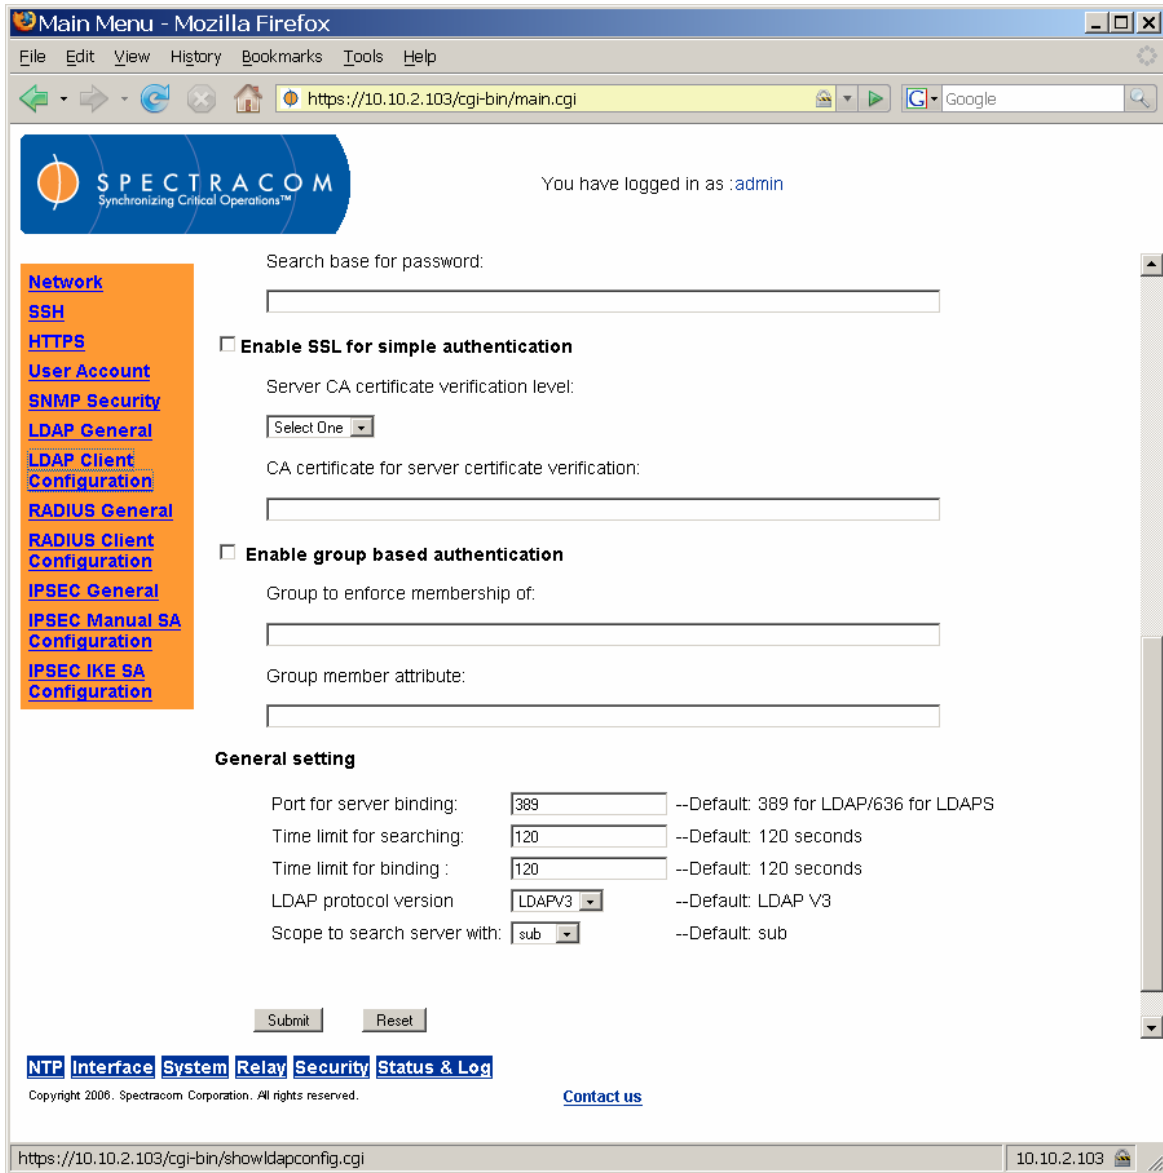 Main Menu - Mozilla Firefox
File Edit View History Bookmarks Tools Help
https://10.10.2.103/cgi-bin/main.cgi
G Google
SPECTRACOM
Synchronizing Critical Operations™
You have logged in as :admin
Network
SSH
HTTPS
User Account
SNMP Security
LDAP General
LDAP Client
Configuration
RADIUS General
RADIUS Client
Configuration
IPSEC General
IPSEC Manual SA
Configuration
IPSEC IKE SA
Configuration
Search base for password:
Enable SSL for simple authentication
Server CA certificate verification level:
Select One
CA certificate for server certificate verification:
Enable group based authentication
Group to enforce membership of:
Group member attribute:
General setting
Port for server binding: 389 --Default: 389 for LDAP/636 for LDAPS
Time limit for searching: 120 --Default: 120 seconds
Time limit for binding : 120 --Default: 120 seconds
LDAP protocol version LDAPV3 --Default: LDAP V3
Scope to search server with: sub --Default: sub
Submit Reset
NTP Interface System Relay Security Status & Log
Copyright 2006. Spectracom Corporation. All rights reserved.
Contact us
https://10.10.2.103/cgi-bin/showldapconfig.cgi
10.10.2.103